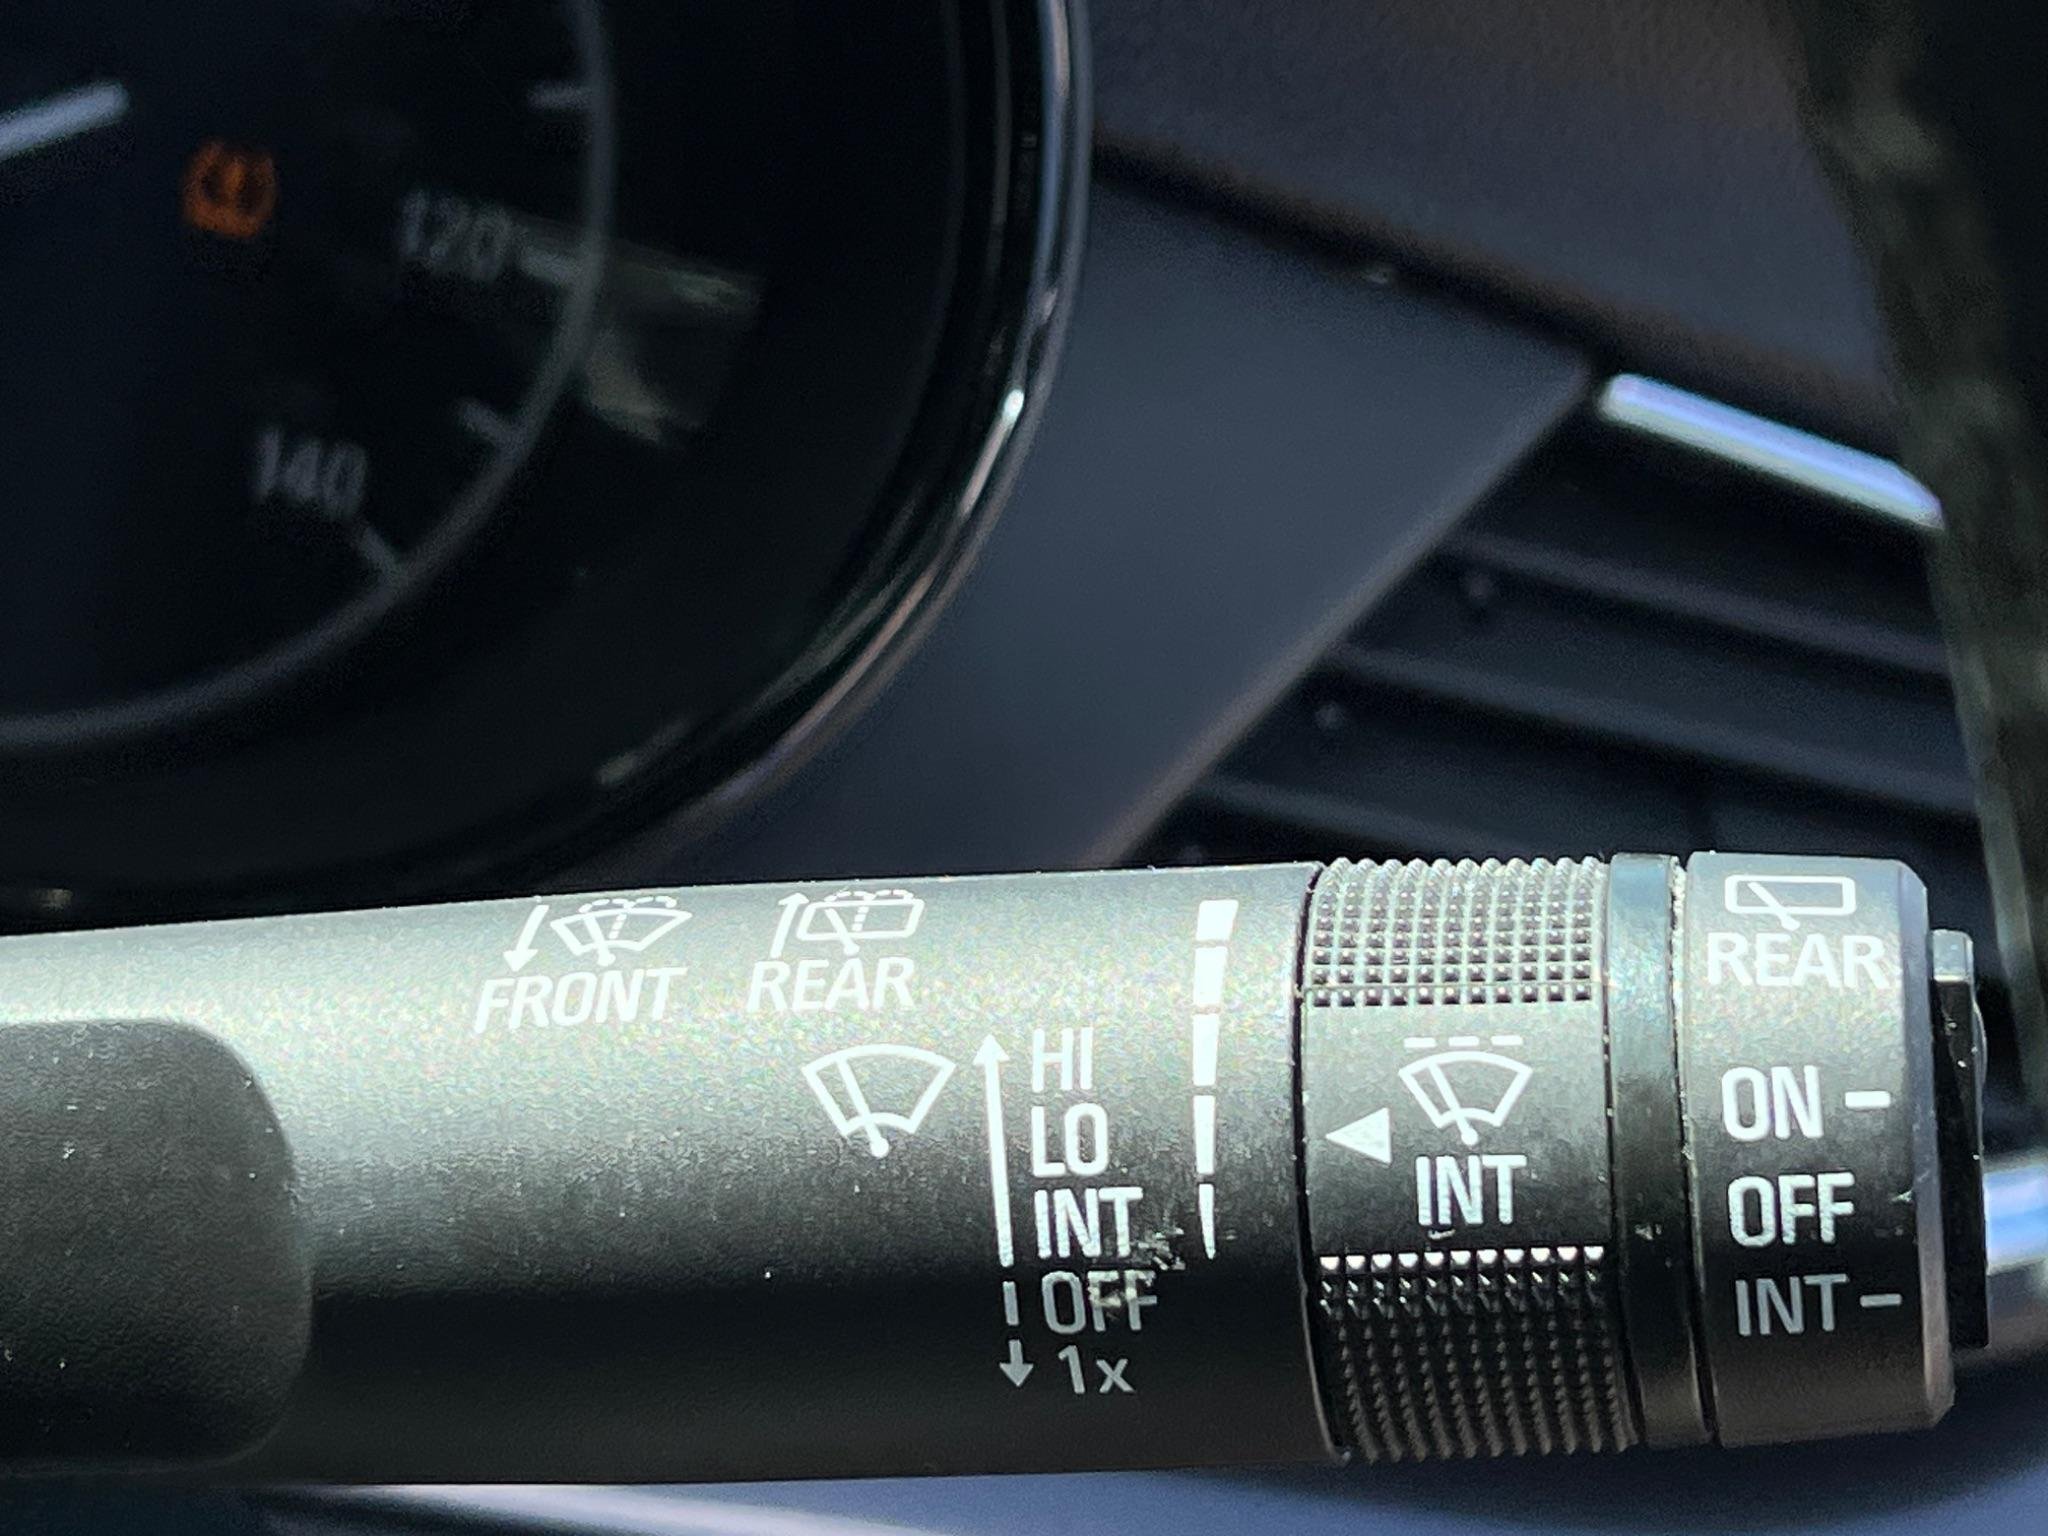 120
140
FRONT
REAR
HI
LO
INT
OFF
1x
INT
REAR
ON
OFF
INT